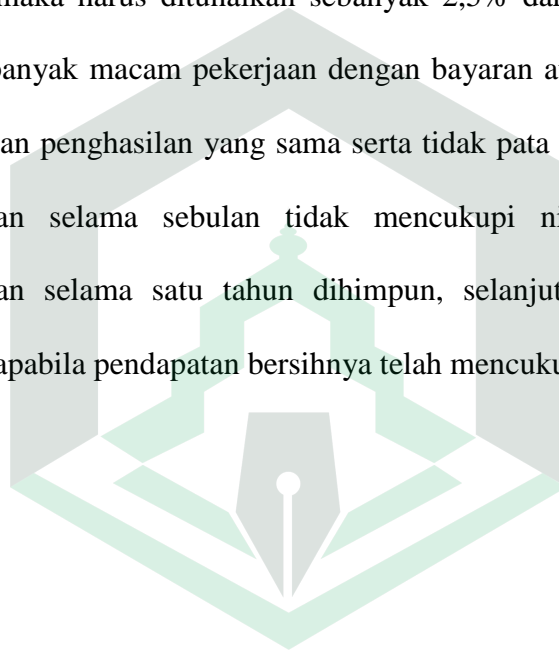 maka harus ditunaikan sebanyak 2,5% dar
banyak macam pekerjaan dengan bayaran a
an penghasilan yang sama serta tidak pata
an selama sebulan tidak mencukupi ni
an selama satu tahun dihimpun, selanjut
apabila pendapatan bersihnya telah mencuku